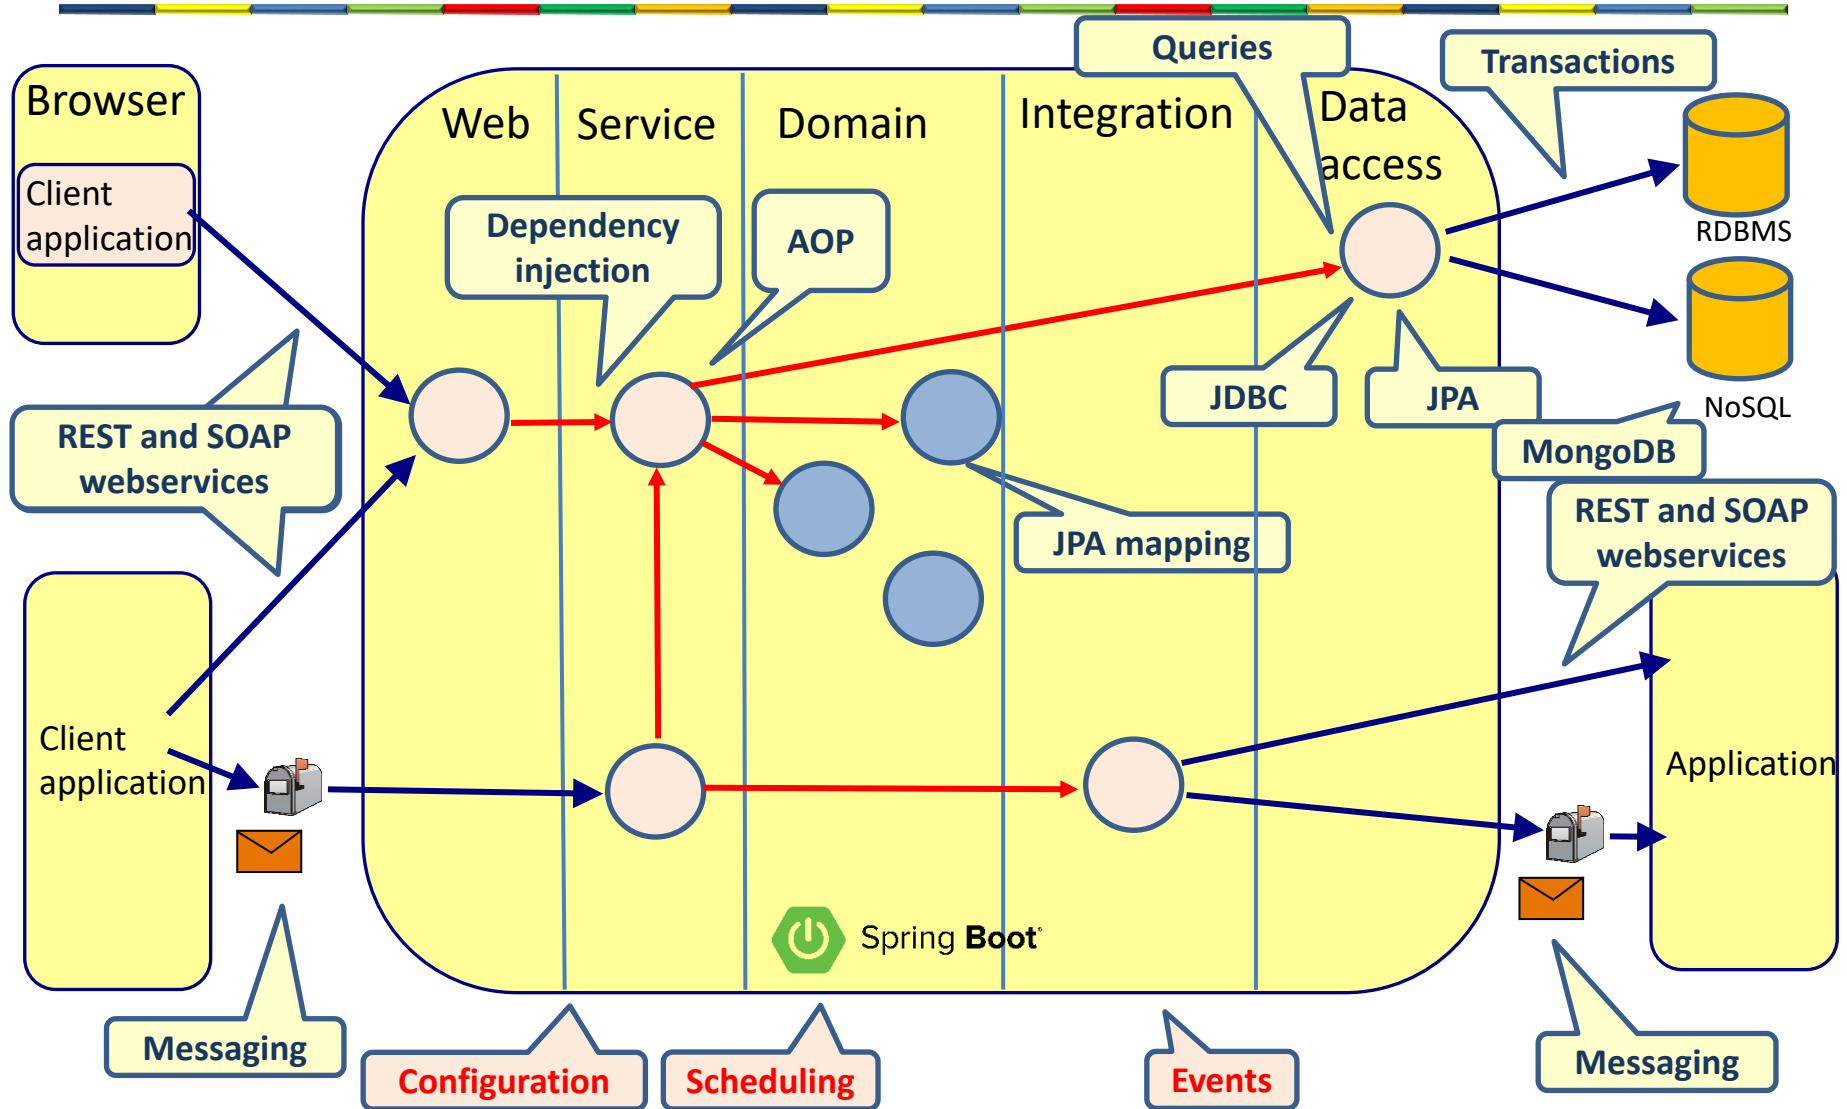 Queries
Transactions
Browser
Web
Service
Domain
Integration
Data
access
Client
application
Dependency
injection
AOP
RDBMS
REST and SOAP
webservices
JDBC
JPA
NoSQL
MongoDB
JPA mapping
REST and SOAP
webservices
Client
application
Application
Spring Boot
Messaging
Configuration
Scheduling
Events
Messaging